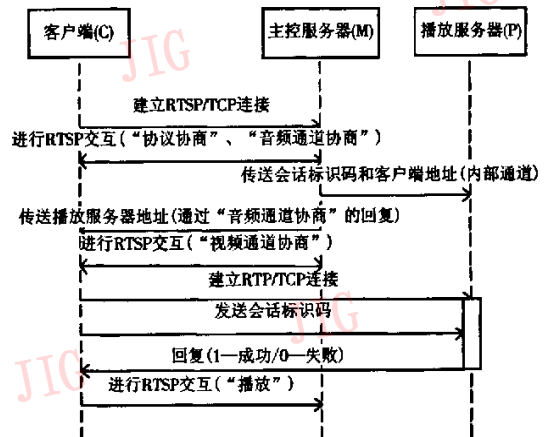 客户端(C)
主控服务器(M)
播放服务器(P)
JIG
建立RTSP/TCP连接
进行RTSP交互(“协议协商”、“音频通道协商”)
传送会话标识码和客户端地址(内部通道)
传送播放服务器地址(通过“音频通道协商”的回复)
进行RTSP交互(“视频通道协商”)
建立RTP/TCP连接
发送会话标识码
JIG
回复(1—成功/0—失败)
JIG
进行RTSP交互(“播放”)